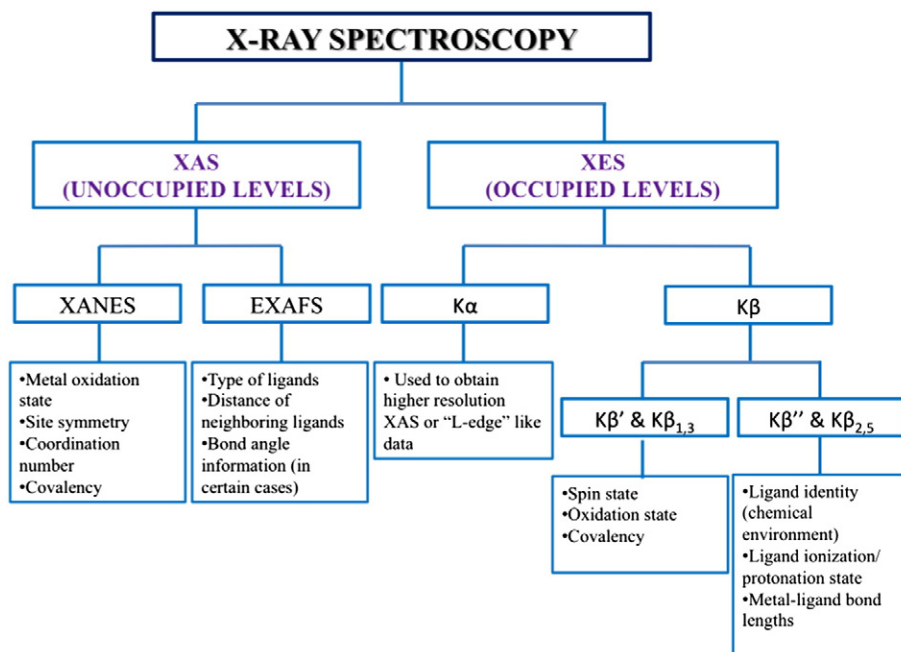 X-RAY SPECTROSCOPY
XAS
(UNOCCUPIED LEVELS)
XES
(OCCUPIED LEVELS)
XANES
EXAFS
Kα
Kβ
•Metal oxidation
state
•Site symmetry
•Coordination
number
•Covalency
•Type of ligands
•Distance of
neighboring ligands
•Bond angle
information (in
certain cases)
• Used to obtain
higher resolution
XAS or “L-edge” like
data
Kβ’ & Kβ1,3
Kβ’’ & Kβ2,5
•Spin state
•Oxidation state
•Covalency
•Ligand identity
(chemical
environment)
•Ligand ionization/
protonation state
•Metal-ligand bond
lengths